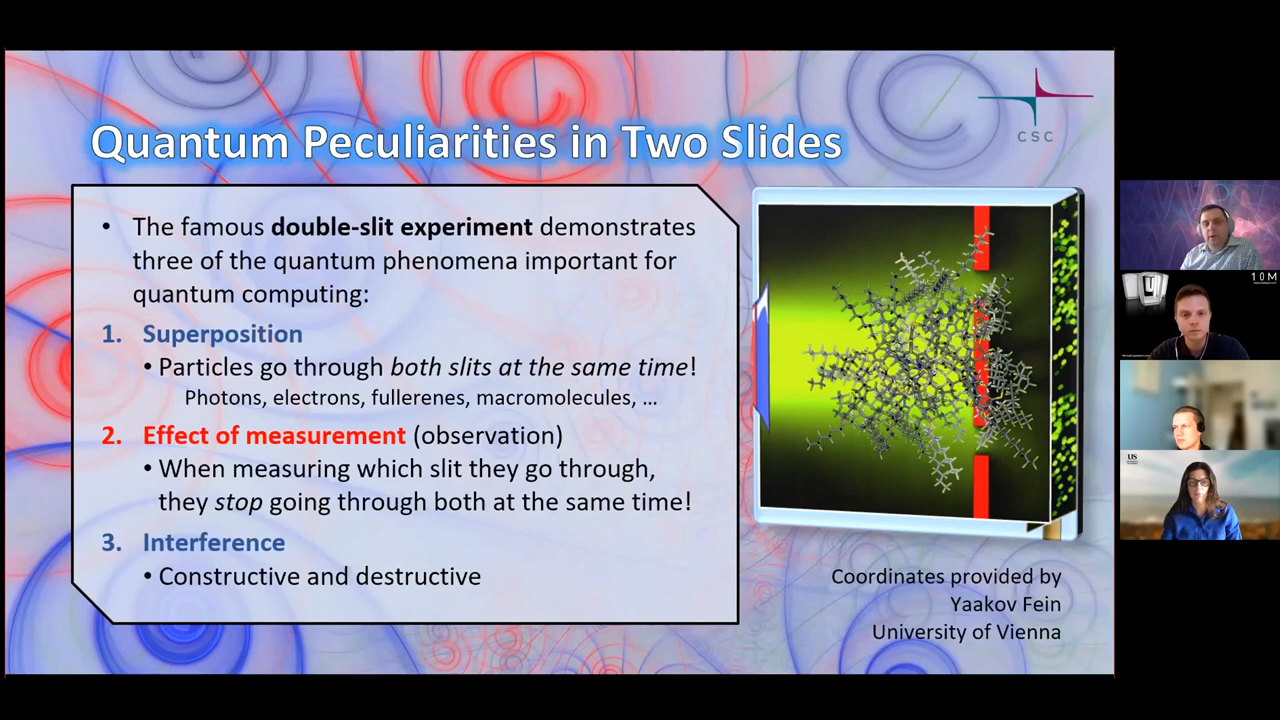 Quantum Peculiarities in Two Slides
CSC
• The famous double-slit experiment demonstrates
three of the quantum phenomena important for
quantum computing:
1. Superposition
• Particles go through both slits at the same time!
Photons, electrons, fullerenes, macromolecules, ...
2. Effect of measurement (observation)
• When measuring which slit they go through,
they stop going through both at the same time!
3. Interference
• Constructive and destructive
Coordinates provided by
Yaakov Fein
University of Vienna
10M
US